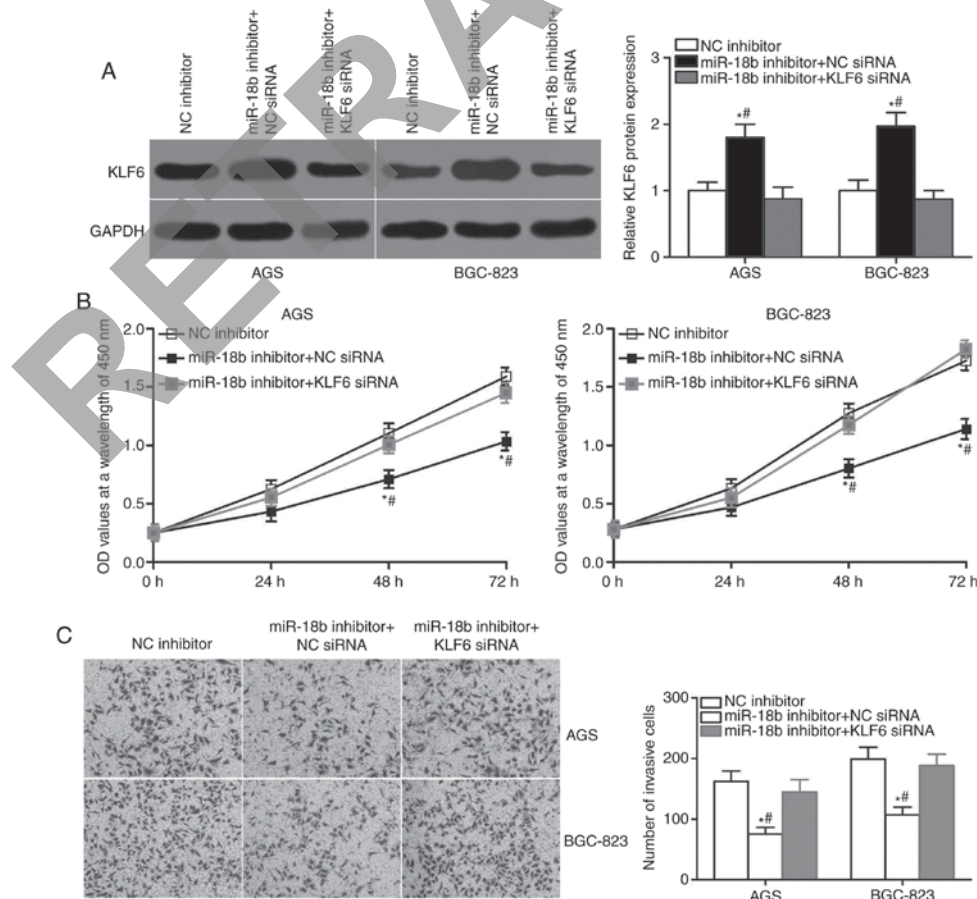 RETRA
A
NC inhibitor
miR-18b inhibitor+
NC siRNA
miR-18b inhibitor+
KLF6 siRNA
NC inhibitor
miR-18b inhibitor+
NC siRNA
miR-18b inhibitor+
KLF6 siRNA
KLF6
GAPDH
AGS
BGC-823
NC inhibitor
miR-18b inhibitor+NC siRNA
miR-18b inhibitor+KLF6 siRNA
Relative KLF6 protein expression
3
2
1
0
*#
*#
AGS
BGC-823
B
AGS
NC inhibitor
miR-18b inhibitor+NC siRNA
miR-18b inhibitor+KLF6 siRNA
OD values at a wavelength of 450 nm
2.0
1.5
1.0
0.5
0.0
*#
*#
0 h
24 h
48 h
72 h
BGC-823
NC inhibitor
miR-18b inhibitor+NC siRNA
miR-18b inhibitor+KLF6 siRNA
OD values at a wavelength of 450 nm
2.0
1.5
1.0
0.5
0.0
*#
*#
0 h
24 h
48 h
72 h
C
NC inhibitor
miR-18b inhibitor+
NC siRNA
miR-18b inhibitor+
KLF6 siRNA
AGS
BGC-823
NC inhibitor
miR-18b inhibitor+NC siRNA
miR-18b inhibitor+KLF6 siRNA
Number of invasive cells
300
200
100
0
*#
*#
AGS
BGC-823